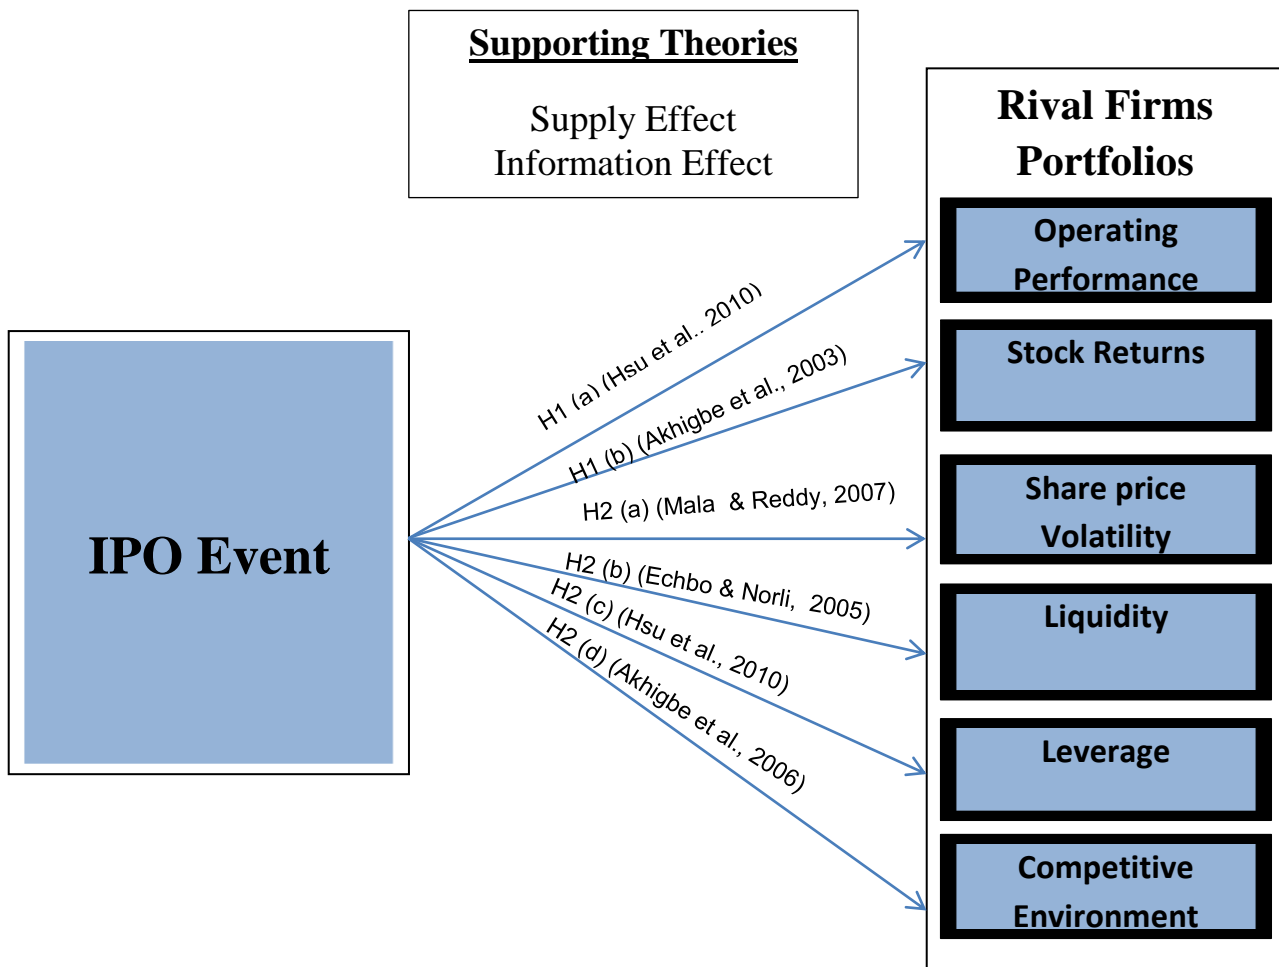 Supporting Theories
Supply Effect
Information Effect
Rival Firms
Portfolios
Operating
Performance
Stock Returns
Share price
Volatility
Liquidity
Leverage
Competitive
Environment
IPO Event
H1 (a) (Hsu et al., 2010)
H1 (b) (Akhigbe et al., 2003)
H2 (a) (Mala & Reddy, 2007)
H2 (b) (Echbo & Norli, 2005)
H2 (c) (Hsu et al., 2010)
H2 (d) (Akhigbe et al., 2006)